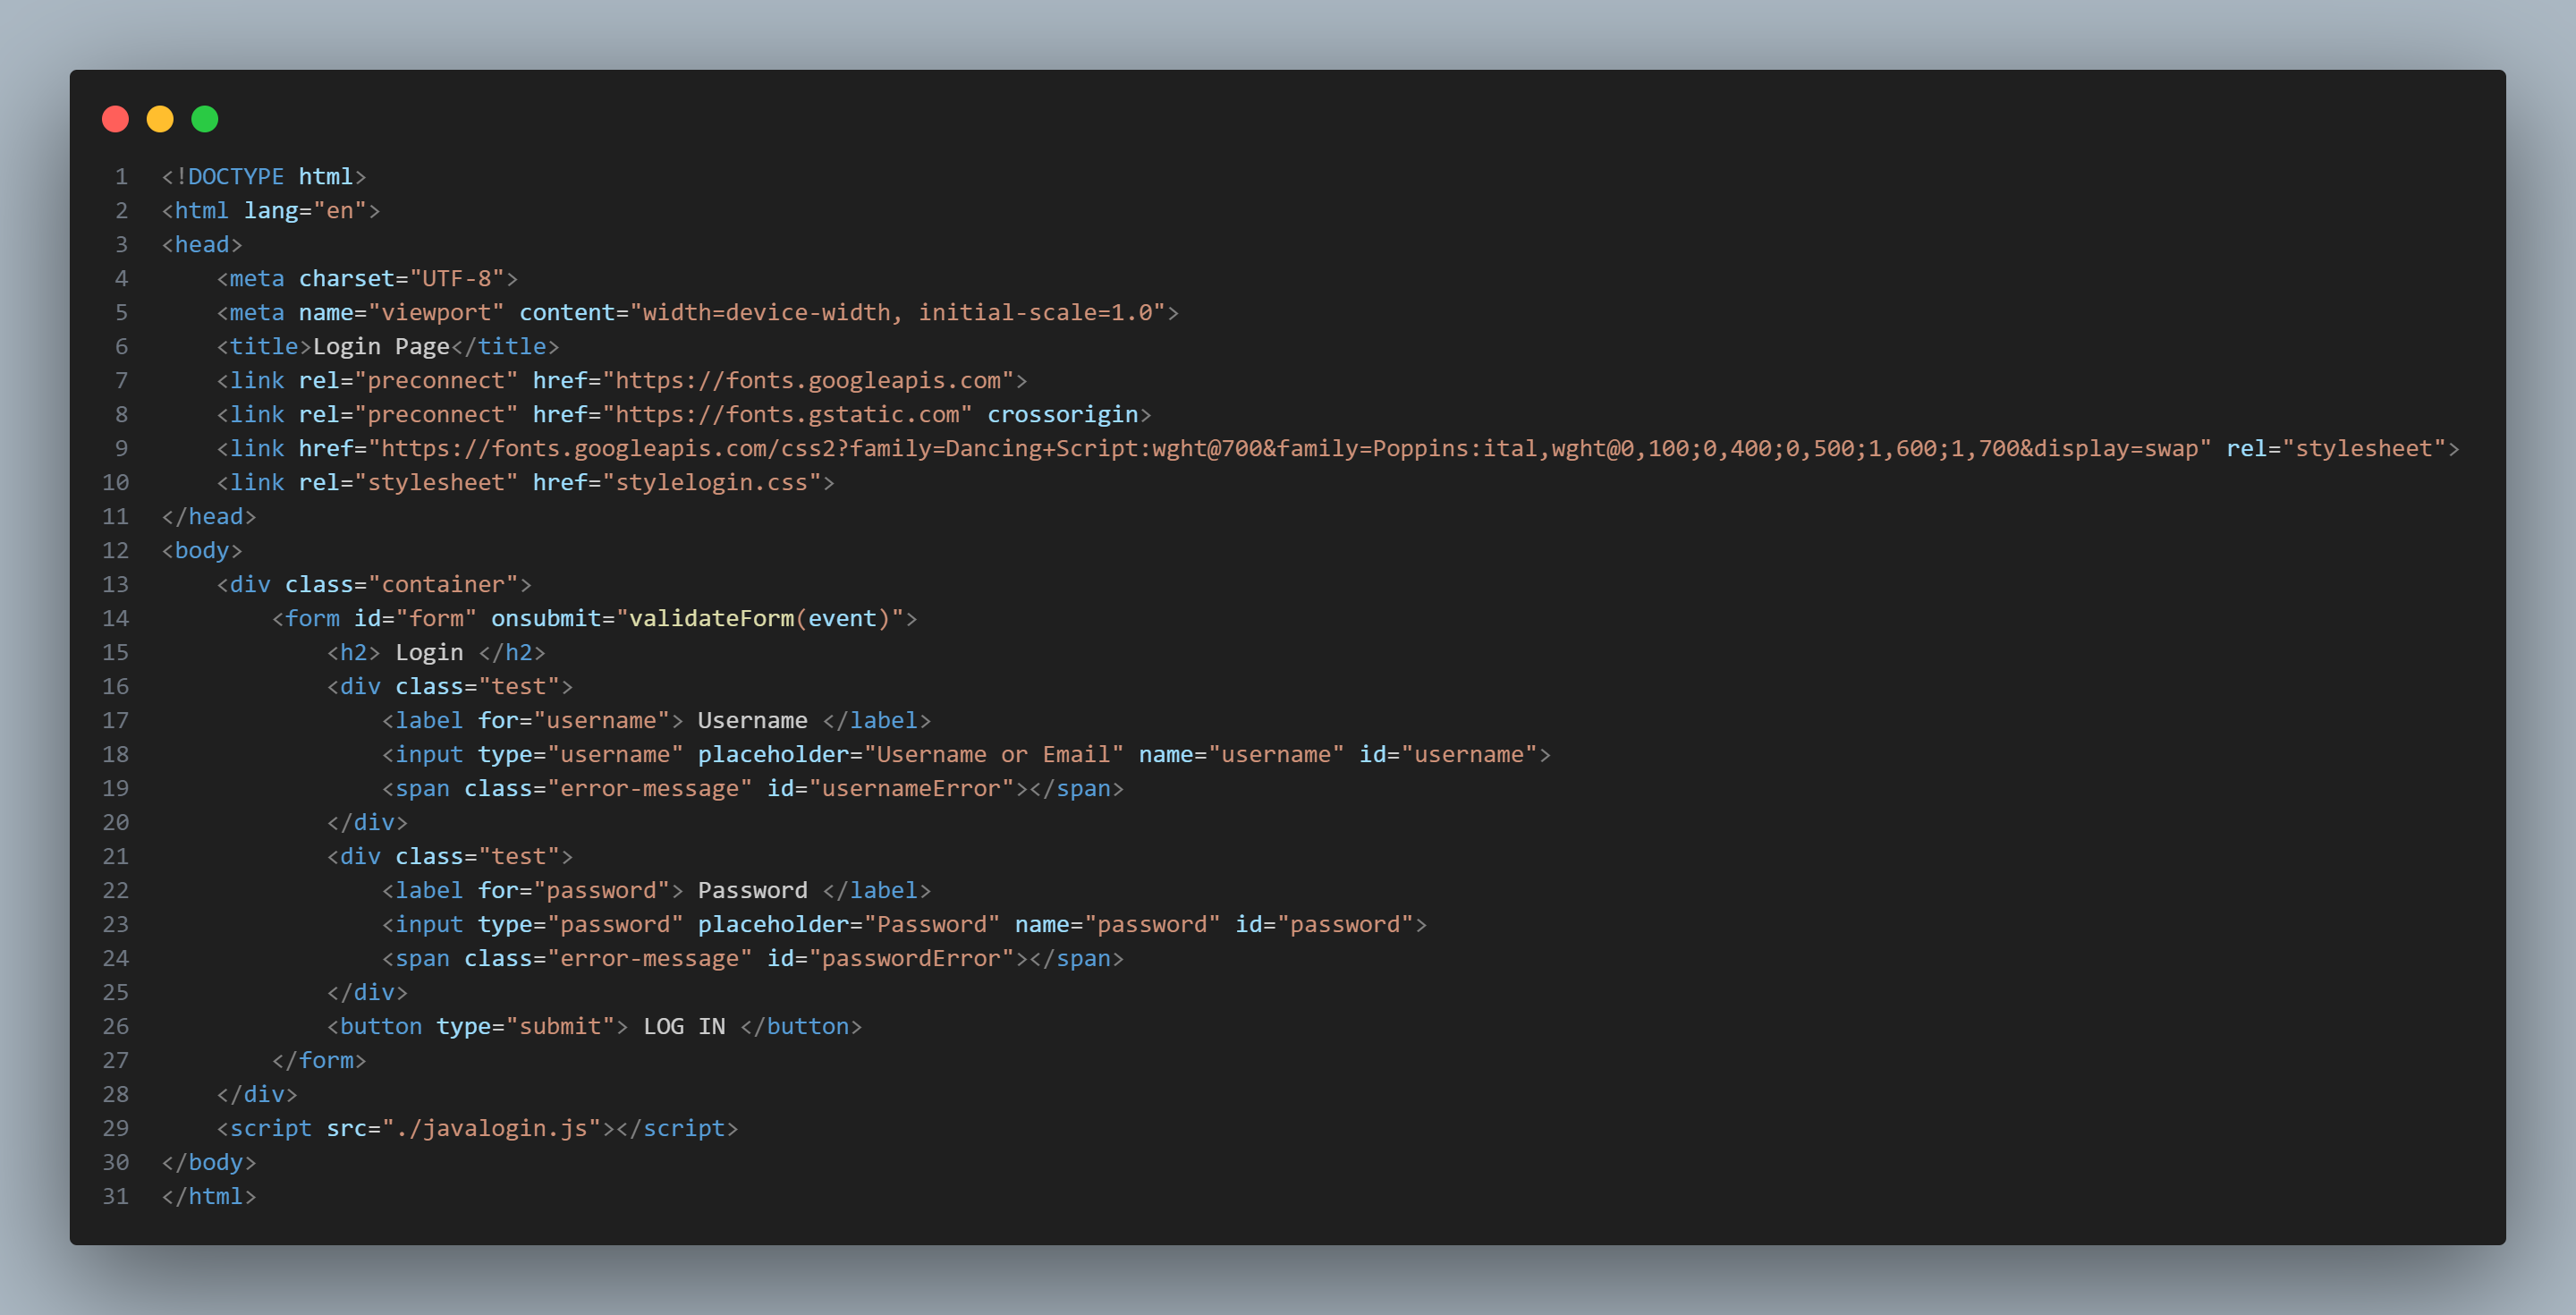 1 <!DOCTYPE html>
2 <html lang="en">
3 <head>
4     <meta charset="UTF-8">
5     <meta name="viewport" content="width=device-width, initial-scale=1.0">
6     <title>Login Page</title>
7     <link rel="preconnect" href="https://fonts.googleapis.com">
8     <link rel="preconnect" href="https://fonts.gstatic.com" crossorigin>
9     <link href="https://fonts.googleapis.com/css2?family=Dancing+Script:wght@700&family=Poppins:ital,wght@0,100;0,400;0,500;1,600;1,700&display=swap" rel="stylesheet">
10     <link rel="stylesheet" href="stylelogin.css">
11 </head>
12 <body>
13     <div class="container">
14         <form id="form" onsubmit="validateForm(event)">
15             <h2> Login </h2>
16             <div class="test">
17                 <label for="username"> Username </label>
18                 <input type="username" placeholder="Username or Email" name="username" id="username">
19                 <span class="error-message" id="usernameError"></span>
20             </div>
21             <div class="test">
22                 <label for="password"> Password </label>
23                 <input type="password" placeholder="Password" name="password" id="password">
24                 <span class="error-message" id="passwordError"></span>
25             </div>
26             <button type="submit"> LOG IN </button>
27         </form>
28     </div>
29     <script src="./javalogin.js"></script>
30 </body>
31 </html>